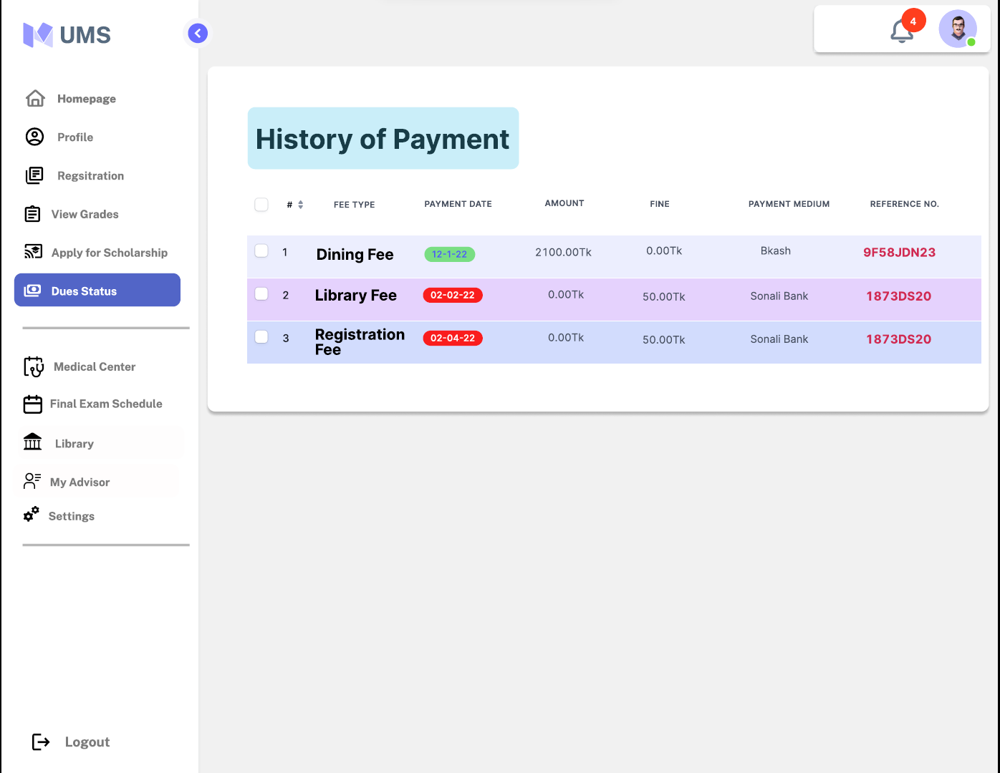 UMS
4
Homepage
Profile
Regsitration
View Grades
Apply for Scholarship
Dues Status
Medical Center
Final Exam Schedule
Library
My Advisor
Settings
Logout
History of Payment
# FEE TYPE PAYMENT DATE AMOUNT FINE PAYMENT MEDIUM REFERENCE NO.
1 Dining Fee 12-1-22 2100.00Tk 0.00Tk Bkash 9F58JDN23
2 Library Fee 02-02-22 0.00Tk 50.00Tk Sonali Bank 1873DS20
3 Registration Fee 02-04-22 0.00Tk 50.00Tk Sonali Bank 1873DS20